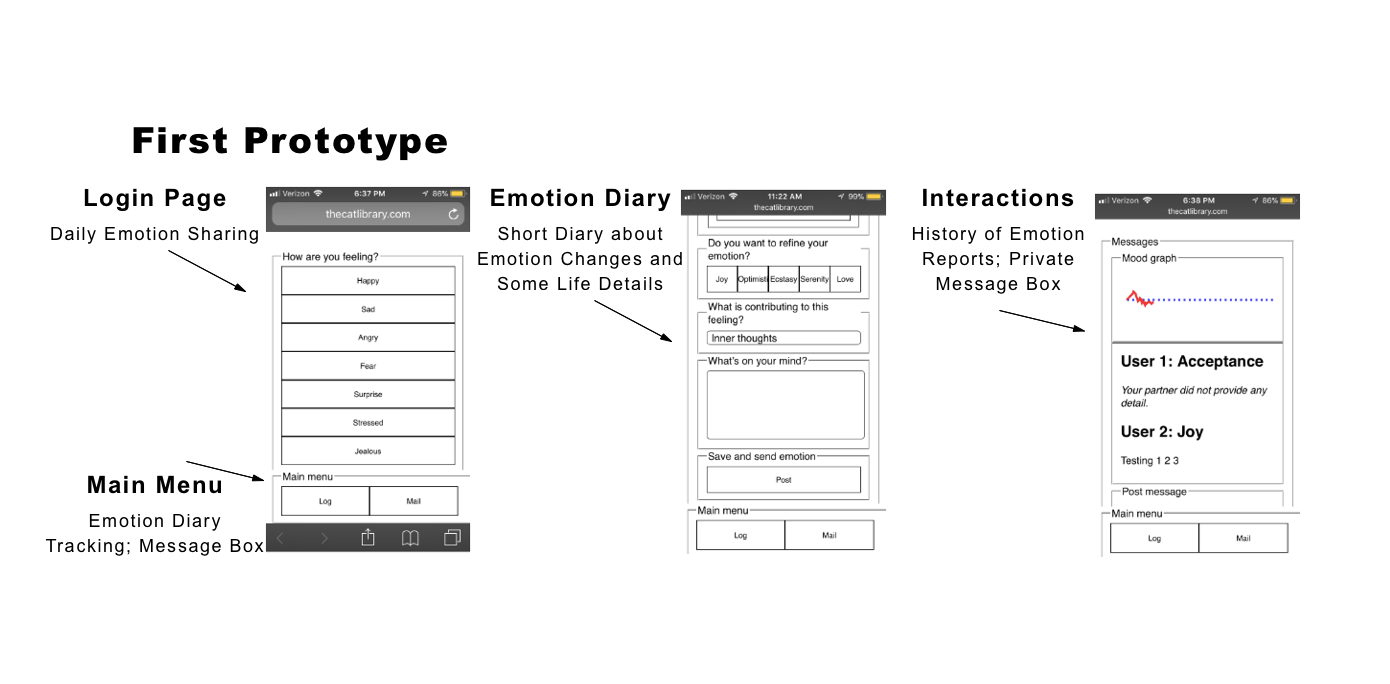 First Prototype
Login Page
Daily Emotion Sharing
Main Menu
Emotion Diary
Tracking; Message Box
Verizon
6:37 PM
86%
thecatlibrary.com
How are you feeling?
Happy
Sad
Angry
Fear
Surprise
Stressed
Jealous
Main menu
Log
Mail
Emotion Diary
Short Diary about
Emotion Changes and
Some Life Details
Verizon
11:22 AM
99%
thecatlibrary.com
Do you want to refine your
emotion?
Joy
Optimisti
Ecstasy
Serenity
Love
What is contributing to this
feeling?
Inner thoughts
What's on your mind?
Save and send emotion
Post
Main menu
Log
Mail
Interactions
History of Emotion
Reports; Private
Message Box
Verizon
6:38 PM
86%
thecatlibrary.com
Messages
Mood graph
User 1: Acceptance
Your partner did not provide any
detail.
User 2: Joy
Testing 1 2 3
Post message
Main menu
Log
Mail